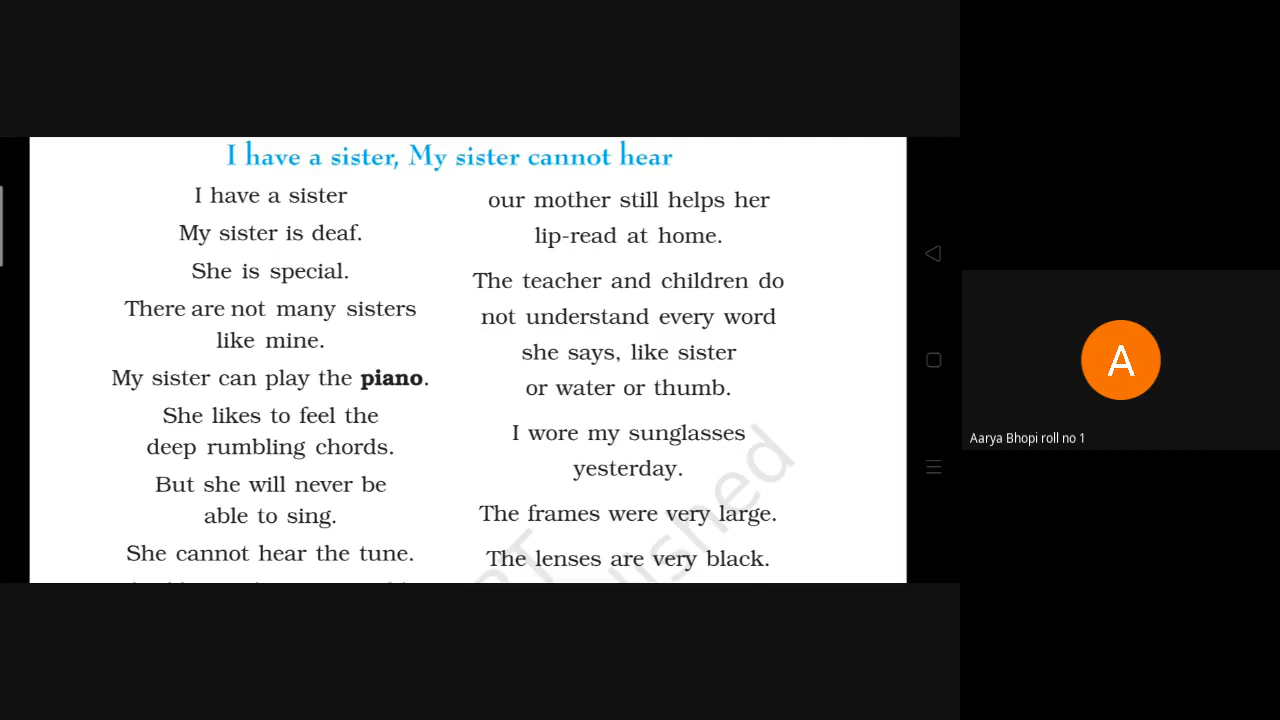 I have a sister, My sister cannot hear
I have a sister
My sister is deaf.
She is special.
There are not many sisters
like mine.
My sister can play the piano.
She likes to feel the
deep rumbling chords.
But she will never be
able to sing.
She cannot hear the tune.
our mother still helps her
lip-read at home.
The teacher and children do
not understand every word
she says, like sister
or water or thumb.
I wore my sunglasses
yesterday.
The frames were very large.
The lenses are very black.
A
Aarya Bhopi roll no 1